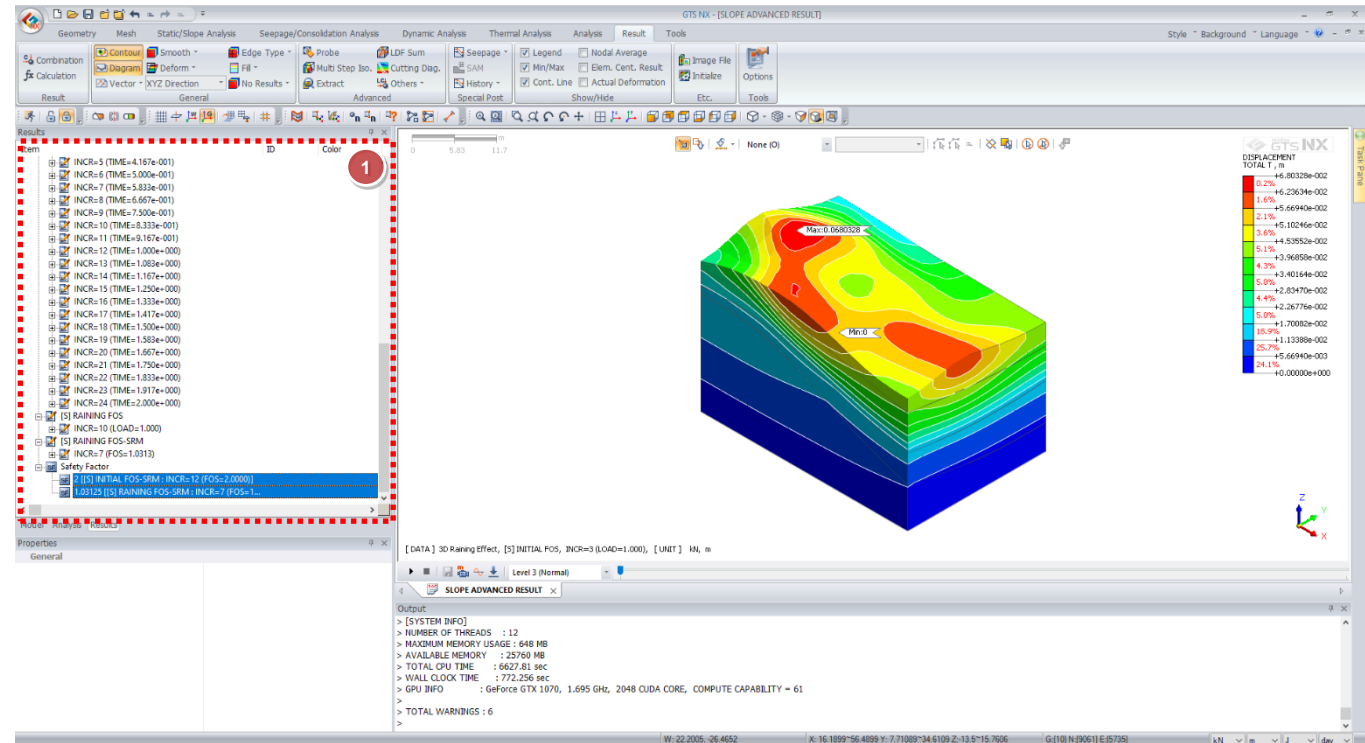 GTS NX - [SLOPE ADVANCED RESULT]
Geometry Mesh Static/Slope Analysis Seepage/Consolidation Analysis Dynamic Analysis Thermal Analysis Analysis Result Tools
Style Background Language
Combination
Calculation
Contour Smooth Edge Type
Diagram Deform Fill
Vector XYZ Direction No Results
Probe LDF Sum
Multi Step Iso. Cutting Diag.
Extract Others
Seepage
SAM
History
Legend Nodal Average
Min/Max Elem. Cent. Result
Cont. Line Actual Deformation
Image File
Initialize
Options
Result General Advanced Special Post Show/Hide Etc. Tools
Results
Item ID Color
1
INCR=5 (TIME=4.167e-001)
INCR=6 (TIME=5.000e-001)
INCR=7 (TIME=5.833e-001)
INCR=8 (TIME=6.667e-001)
INCR=9 (TIME=7.500e-001)
INCR=10 (TIME=8.333e-001)
INCR=11 (TIME=9.167e-001)
INCR=12 (TIME=1.000e+000)
INCR=13 (TIME=1.083e+000)
INCR=14 (TIME=1.167e+000)
INCR=15 (TIME=1.250e+000)
INCR=16 (TIME=1.333e+000)
INCR=17 (TIME=1.417e+000)
INCR=18 (TIME=1.500e+000)
INCR=19 (TIME=1.583e+000)
INCR=20 (TIME=1.667e+000)
INCR=21 (TIME=1.750e+000)
INCR=22 (TIME=1.833e+000)
INCR=23 (TIME=1.917e+000)
INCR=24 (TIME=2.000e+000)
[S] RAINING FOS
INCR=10 (LOAD=1.000)
[S] RAINING FOS-SRM
INCR=7 (FOS=1.0313)
Safety Factor
2 [[S] INITIAL FOS-SRM : INCR=12 (FOS=2.0000)]
1.03125 [[S] RAINING FOS-SRM : INCR=7 (FOS=1...
Model Analysis Results
Properties
General
m
0 5.83 11.7
None (O)
Max:0.0680328
Min:0
GTS NX
DISPLACEMENT
TOTAL T , m
+6.80328e-002
0.2%
+6.23634e-002
1.6%
+5.66940e-002
2.1%
+5.10246e-002
3.6%
+4.53552e-002
5.1%
+3.96858e-002
4.3%
+3.40164e-002
5.0%
+2.83470e-002
4.4%
+2.26776e-002
5.0%
+1.70082e-002
18.9%
+1.13388e-002
25.7%
+5.66940e-003
24.1%
+0.00000e+000
Task Pane
Z
Y
X
[ DATA ] 3D Raining Effect, [S] INITIAL FOS, INCR=3 (LOAD=1.000), [ UNIT ] kN, m
Level 3 (Normal)
SLOPE ADVANCED RESULT
Output
> [SYSTEM INFO]
> NUMBER OF THREADS : 12
> MAXIMUM MEMORY USAGE : 648 MB
> AVAILABLE MEMORY : 25760 MB
> TOTAL CPU TIME : 6627.81 sec
> WALL CLOCK TIME : 772.256 sec
> GPU INFO : GeForce GTX 1070, 1.695 GHz, 2048 CUDA CORE, COMPUTE CAPABILITY = 61
>
> TOTAL WARNINGS : 6
>
W: 22.2005, -26.4652 X: 16.1899~56.4899 Y: 7.71089~34.6109 Z:-13.5~15.7606 G:[10] N:[9061] E:[5735] kN m J day